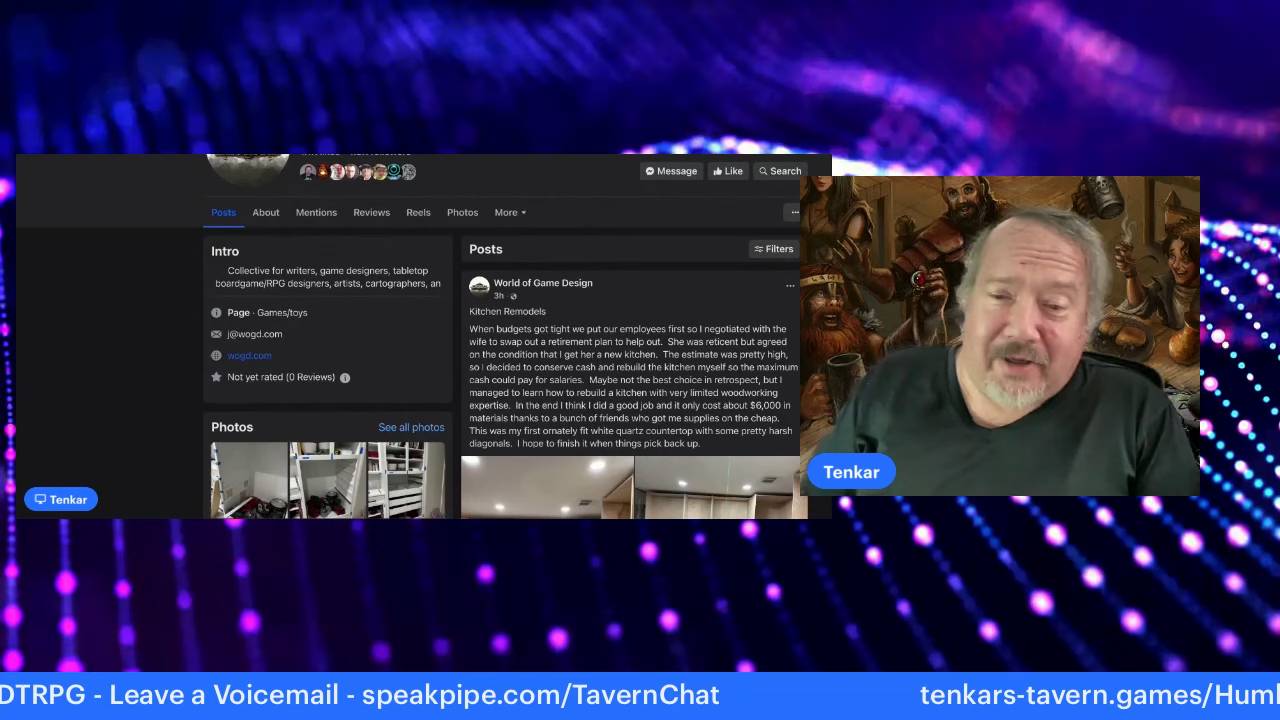 Message
Like
Search
Posts
About
Mentions
Reviews
Reels
Photos
More
Intro
Collective for writers, game designers, tabletop
boardgame/RPG designers, artists, cartographers, an
Page · Games/toys
j@wogd.com
wogd.com
Not yet rated (0 Reviews)
Photos
See all photos
Posts
Filters
World of Game Design
3h
Kitchen Remodels
When budgets got tight we put our employees first so I negotiated with the
wife to swap out a retirement plan to help out. She was reticent but agreed
on the condition that I get her a new kitchen. The estimate was pretty high,
so I decided to conserve cash and rebuild the kitchen myself so the maximum
cash could pay for salaries. Maybe not the best choice in retrospect, but I
managed to learn how to rebuild a kitchen with very limited woodworking
expertise. In the end I think I did a good job and it only cost about $6,000 in
materials thanks to a bunch of friends who got me supplies on the cheap.
This was my first ornately fit white quartz countertop with some pretty harsh
diagonals. I hope to finish it when things pick back up.
Tenkar
Tenkar
DTRPG - Leave a Voicemail - speakpipe.com/TavernChat
tenkars-tavern.games/Huml